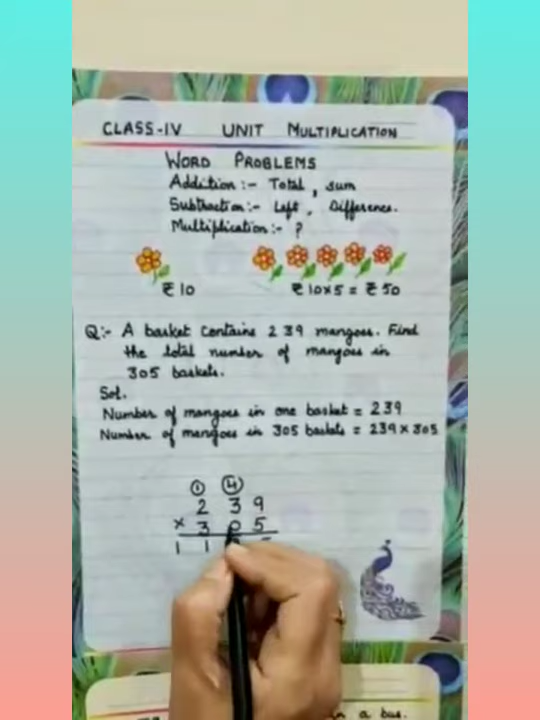 CLASS-IV UNIT MULTIPLICATION
WORD PROBLEMS
Addition :- Total, sum
Subtraction :- Left, Difference.
Multiplication :- ?
₹ 10 ₹ 10×5 = ₹ 50
Q:- A basket contains 239 mangoes. Find
the total number of mangoes in
305 baskets.
Sol.
Number of mangoes in one basket = 239
Number of mangoes in 305 baskets = 239×305
1 4
2 3 9
× 3 0 5
1 1
in a bus.